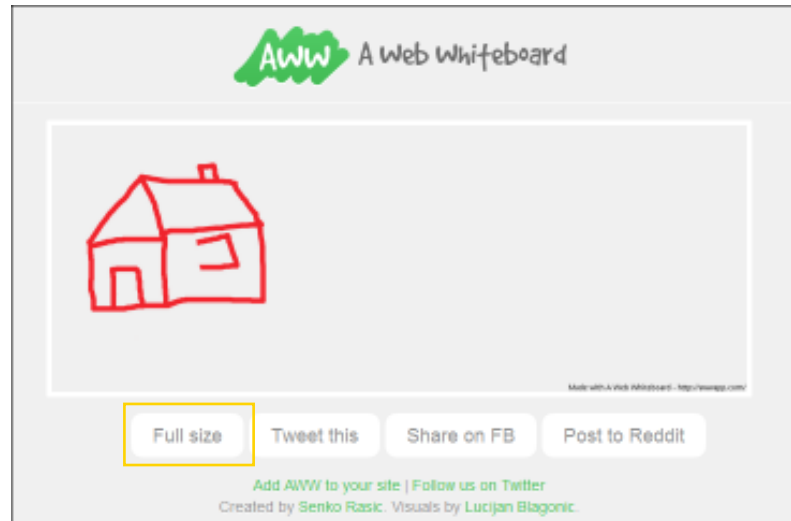 AWW A Web Whiteboard
Made with A Web Whiteboard - http://awwapp.com/
Full size Tweet this Share on FB Post to Reddit
Add AWW to your site | Follow us on Twitter
Created by Senko Rasic. Visuals by Lucijan Blagonic.